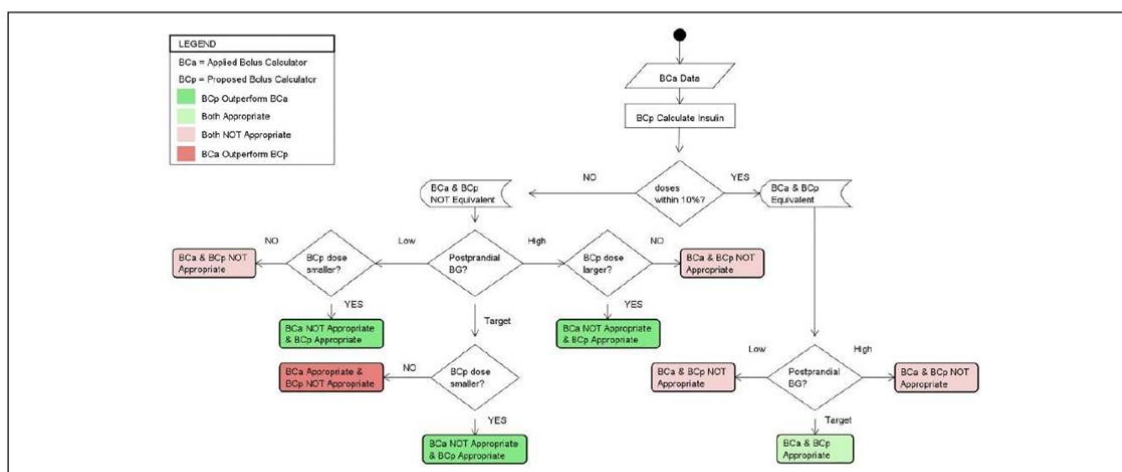 LEGEND
BCa = Applied Bolus Calculator
BCp = Proposed Bolus Calculator
BCp Outperform BCa
Both Appropriate
Both NOT Appropriate
BCa Outperform BCp
BCa Data
BCp Calculate Insulin
doses
within 10%?
NO
YES
BCa & BCp
NOT Equivalent
BCa & BCp
Equivalent
Postprandial
BG?
Low
High
Target
BCp dose
smaller?
NO
BCa & BCp NOT
Appropriate
YES
BCa NOT Appropriate
& BCp Appropriate
BCp dose
larger?
NO
BCa & BCp NOT
Appropriate
YES
BCa NOT Appropriate
& BCp Appropriate
BCp dose
smaller?
NO
BCa Appropriate &
BCp NOT Appropriate
YES
BCa NOT Appropriate
& BCp Appropriate
Postprandial
BG?
Low
BCa & BCp NOT
Appropriate
High
BCa & BCp NOT
Appropriate
Target
BCa & BCp
Appropriate